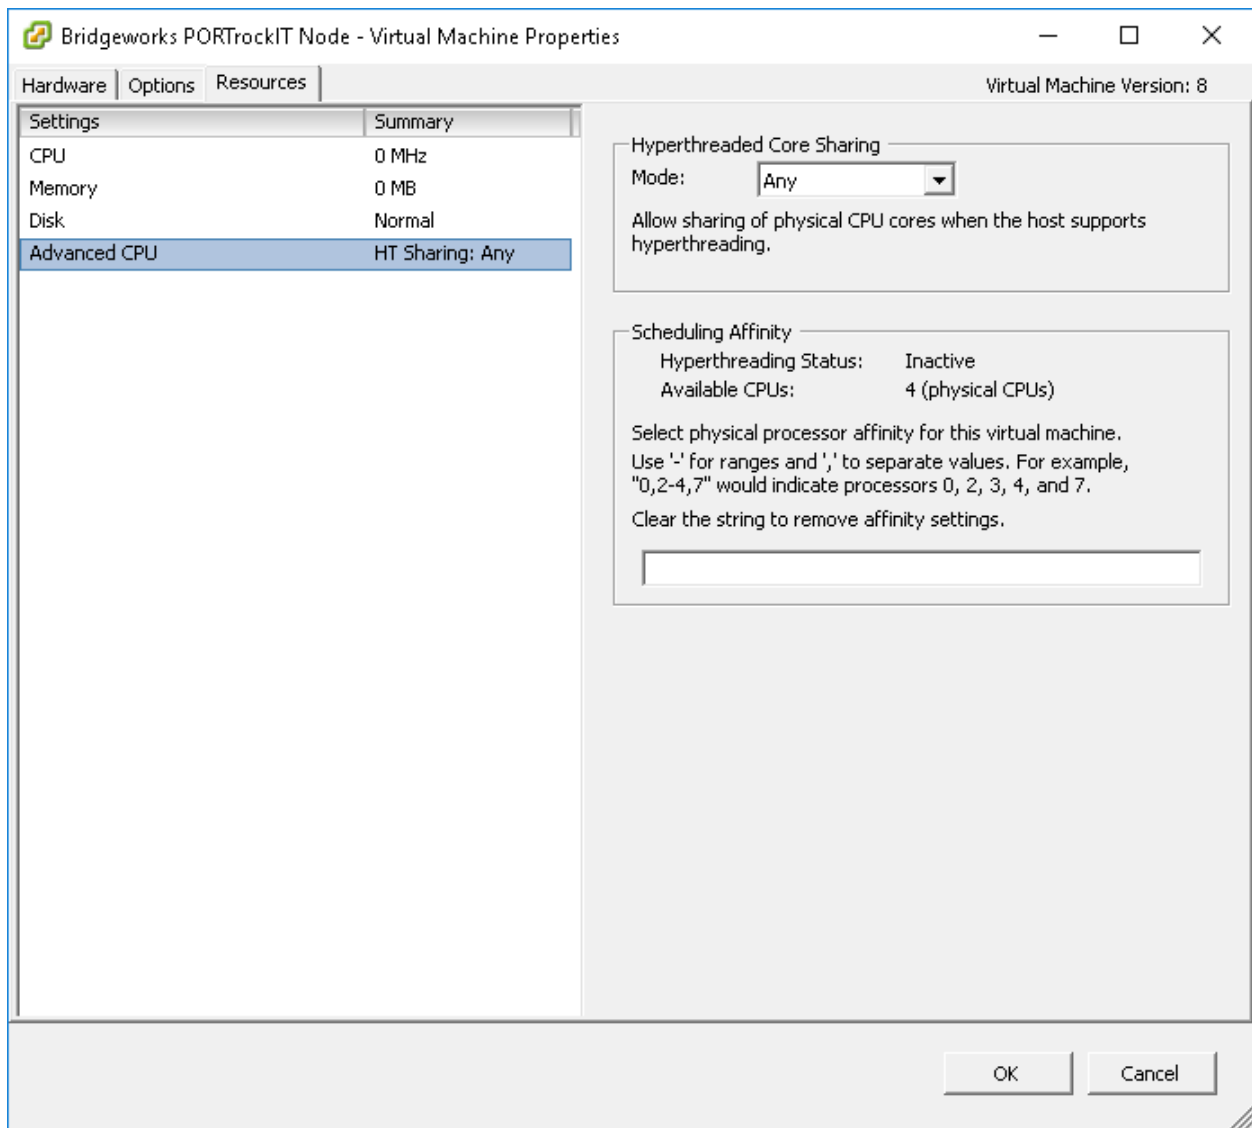 Bridgeworks PORTrockIT Node - Virtual Machine Properties
Hardware Options Resources Virtual Machine Version: 8
Settings Summary
CPU 0 MHz
Memory 0 MB
Disk Normal
Advanced CPU HT Sharing: Any
Hyperthreaded Core Sharing
Mode: Any
Allow sharing of physical CPU cores when the host supports
hyperthreading.
Scheduling Affinity
Hyperthreading Status: Inactive
Available CPUs: 4 (physical CPUs)
Select physical processor affinity for this virtual machine.
Use '-' for ranges and ',' to separate values. For example,
"0,2-4,7" would indicate processors 0, 2, 3, 4, and 7.
Clear the string to remove affinity settings.
OK Cancel